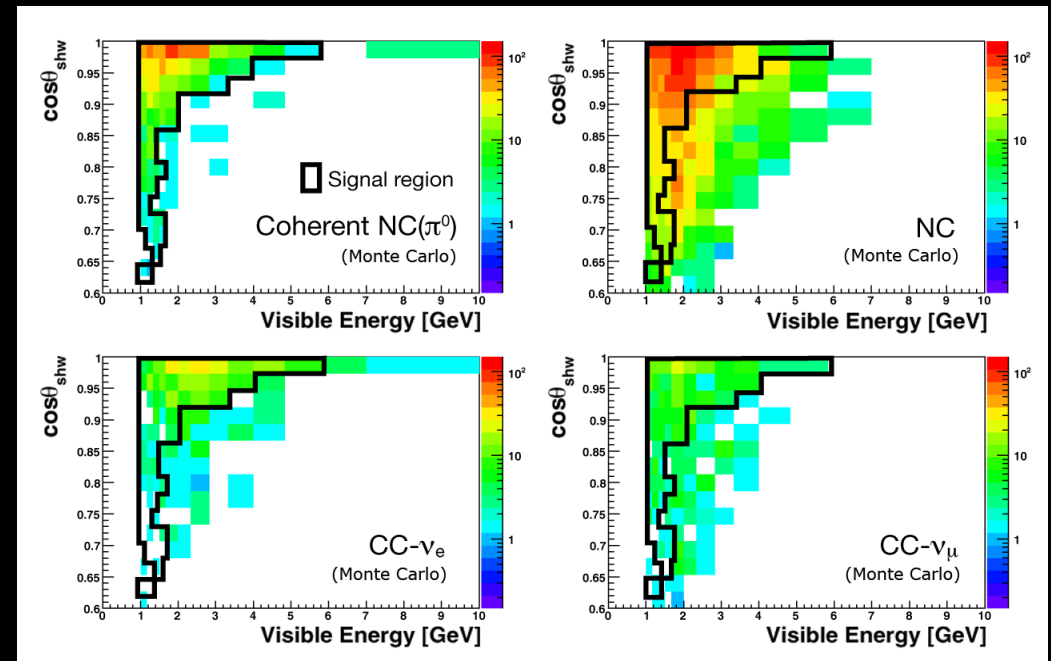 cosθshw
1
0.95
0.9
0.85
0.8
0.75
0.7
0.65
0.6
0 1 2 3 4 5 6 7 8 9 10
Visible Energy [GeV]
Signal region
Coherent NC(π⁰)
(Monte Carlo)
10²
10
1
cosθshw
1
0.95
0.9
0.85
0.8
0.75
0.7
0.65
0.6
0 1 2 3 4 5 6 7 8 9 10
Visible Energy [GeV]
NC
(Monte Carlo)
10²
10
1
cosθshw
1
0.95
0.9
0.85
0.8
0.75
0.7
0.65
0.6
0 1 2 3 4 5 6 7 8 9 10
Visible Energy [GeV]
CC-νe
(Monte Carlo)
10²
10
1
cosθshw
1
0.95
0.9
0.85
0.8
0.75
0.7
0.65
0.6
0 1 2 3 4 5 6 7 8 9 10
Visible Energy [GeV]
CC-νμ
(Monte Carlo)
10²
10
1